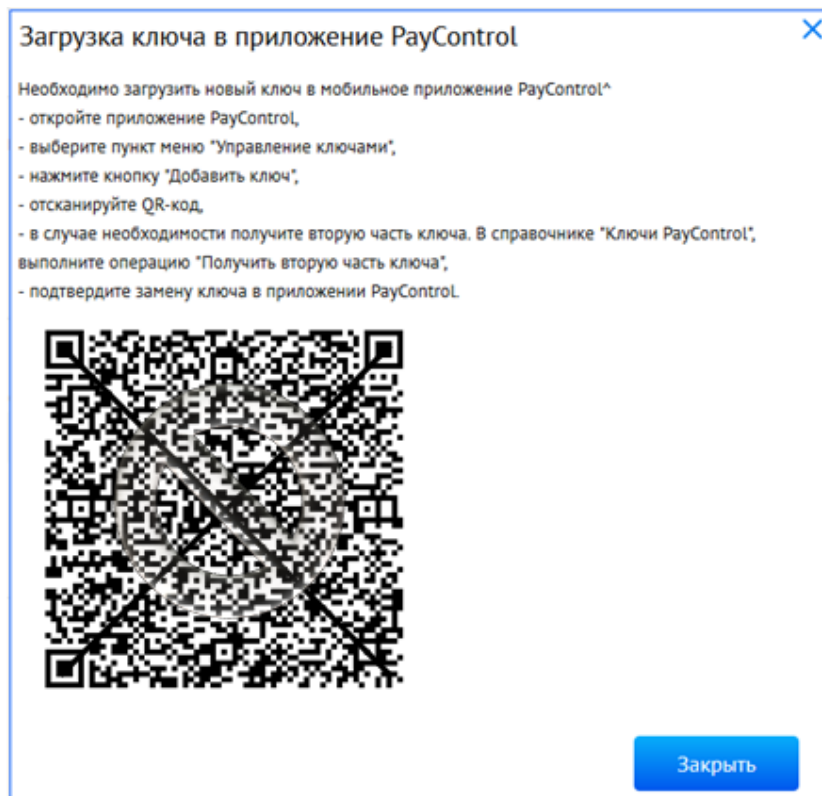 Загрузка ключа в приложение PayControl
Необходимо загрузить новый ключ в мобильное приложение PayControl^
- откройте приложение PayControl,
- выберите пункт меню "Управление ключами",
- нажмите кнопку "Добавить ключ",
- отсканируйте QR-код,
- в случае необходимости получите вторую часть ключа. В справочнике "Ключи PayControl",
выполните операцию "Получить вторую часть ключа",
- подтвердите замену ключа в приложении PayControl.
Закрыть